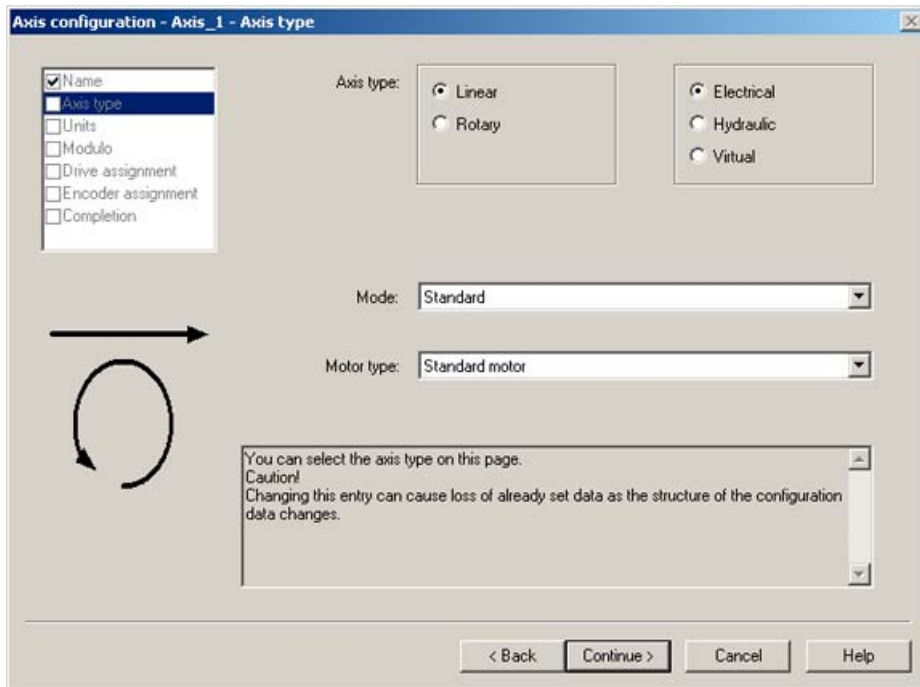 Axis configuration - Axis_1 - Axis type
Name
Axis type
Units
Modulo
Drive assignment
Encoder assignment
Completion
Axis type:
Linear
Rotary
Electrical
Hydraulic
Virtual
Mode:
Standard
Motor type:
Standard motor
You can select the axis type on this page.
Caution!
Changing this entry can cause loss of already set data as the structure of the configuration
data changes.
< Back
Continue >
Cancel
Help